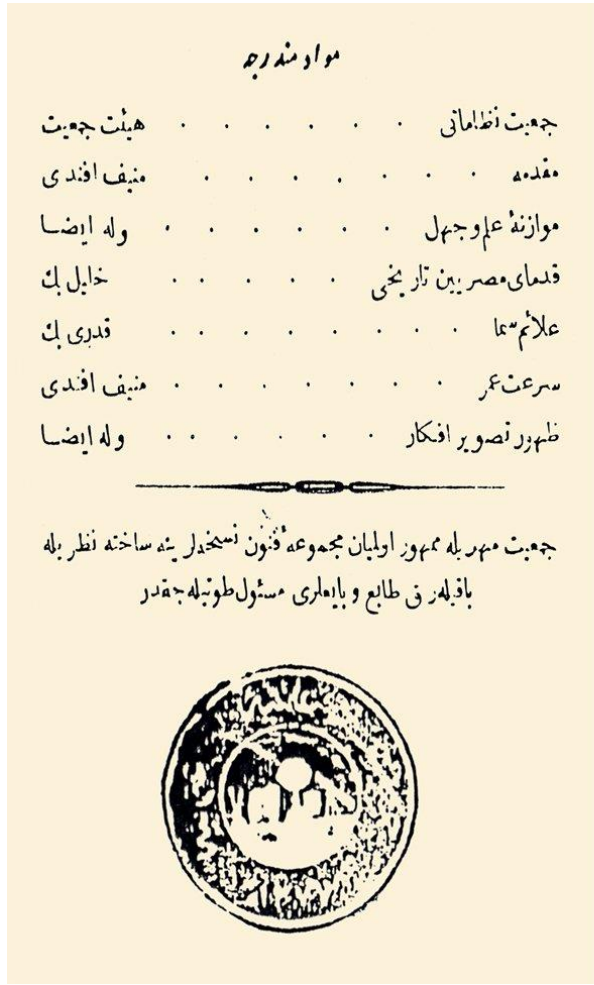 مواد مندرجه
جمعیت نظاماتی . . . . . . هیئت جمعیت
مقدمه . . . . . . . منیف افندی
موازنهٔ علم و جهل . . . . . . وله ایضا
قدمای مصریین تاریخی . . . . . خلیل بك
علائم سما . . . . . . . . قدری بك
سرعت عمر . . . . . . . منیف افندی
ظهور تصویر افکار . . . . . . وله ایضا
جمعیت مهریله ممهور اولمیان مجموعهٔ فنون نسخه‌لرینه ساخته نظریله
باقیله‌رق طابع و بایعلری مسئول طوتیله‌جقدر